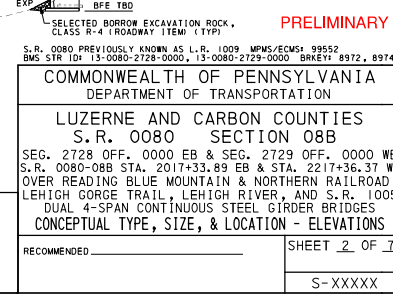 EXP
BFE TBD
SELECTED BORROW EXCAVATION ROCK,
CLASS R-4 (ROADWAY ITEM) (TYP)
PRELIMINARY
S.R. 0080 PREVIOUSLY KNOWN AS L.R. 1009 MPMS/ECMS: 99552
BMS STR ID: 13-0080-2728-0000, 13-0080-2729-0000 BRKEY: 8972, 8974
COMMONWEALTH OF PENNSYLVANIA
DEPARTMENT OF TRANSPORTATION
LUZERNE AND CARBON COUNTIES
S.R. 0080 SECTION 08B
SEG. 2728 OFF. 0000 EB & SEG. 2729 OFF. 0000 WB
S.R. 0080-08B STA. 2017+33.89 EB & STA. 2217+36.37 W
OVER READING BLUE MOUNTAIN & NORTHERN RAILROAD
LEHIGH GORGE TRAIL, LEHIGH RIVER, AND S.R. 1005
DUAL 4-SPAN CONTINUOUS STEEL GIRDER BRIDGES
CONCEPTUAL TYPE, SIZE, & LOCATION - ELEVATIONS
RECOMMENDED
SHEET 2 OF 7
S-XXXXX